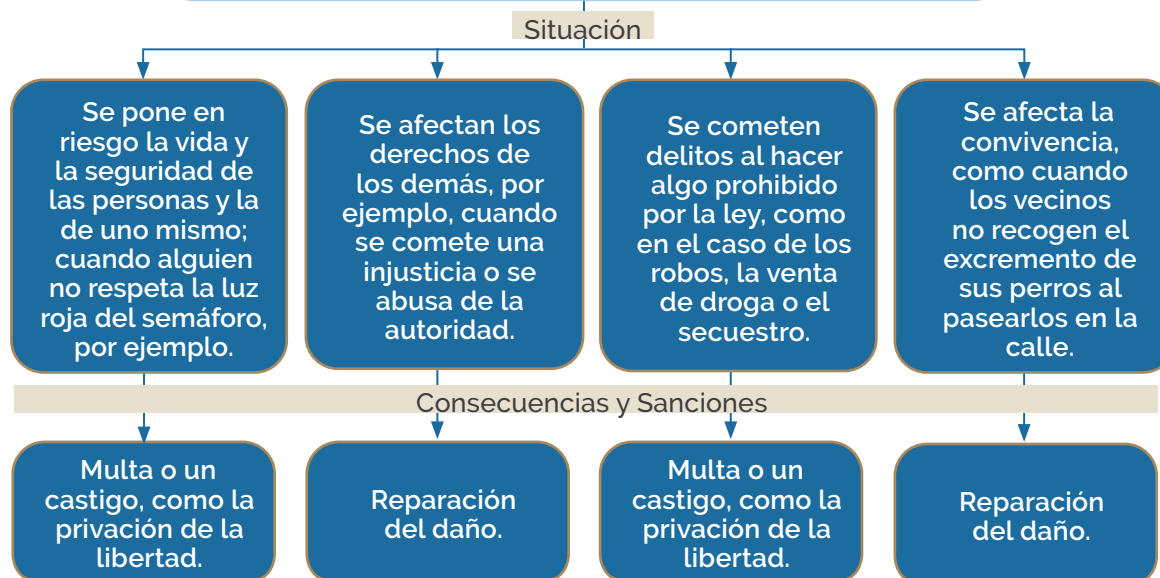 Situación
Se pone en
riesgo la vida y
la seguridad de
las personas y la
de uno mismo;
cuando alguien
no respeta la luz
roja del semáforo,
por ejemplo.
Se afectan los
derechos de
los demás, por
ejemplo, cuando
se comete una
injusticia o se
abusa de la
autoridad.
Se cometen
delitos al hacer
algo prohibido
por la ley, como
en el caso de los
robos, la venta
de droga o el
secuestro.
Se afecta la
convivencia,
como cuando
los vecinos
no recogen el
excremento de
sus perros al
pasearlos en la
calle.
Consecuencias y Sanciones
Multa o un
castigo, como la
privación de la
libertad.
Reparación
del daño.
Multa o un
castigo, como la
privación de la
libertad.
Reparación
del daño.